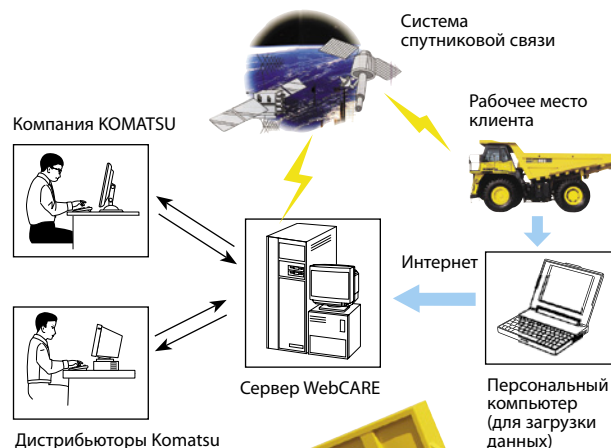 Система
спутниковой связи
Рабочее место
клиента
Компания KOMATSU
Интернет
Сервер WebCARE
Персональный
компьютер
(для загрузки
данных)
Дистрибьюторы Komatsu